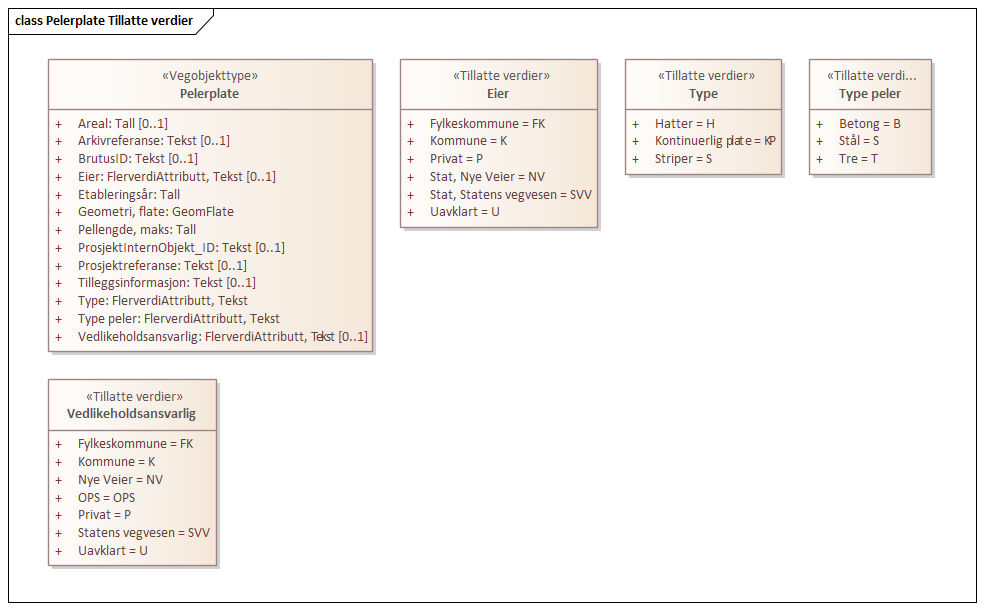 class Pelerplate Tillatte verdier
«Vegobjekttype»
Pelerplate
+ Areal: Tall [0..1]
+ Arkivreferanse: Tekst [0..1]
+ BrutusID: Tekst [0..1]
+ Eier: FlerverdiAttributt, Tekst [0..1]
+ Etableringsår: Tall
+ Geometri, flate: GeomFlate
+ Pellengde, maks: Tall
+ ProsjektInternObjekt_ID: Tekst [0..1]
+ Prosjektreferanse: Tekst [0..1]
+ Tilleggsinformasjon: Tekst [0..1]
+ Type: FlerverdiAttributt, Tekst
+ Type peler: FlerverdiAttributt, Tekst
+ Vedlikeholdsansvarlig: FlerverdiAttributt, Tekst [0..1]
«Tillatte verdier»
Eier
+ Fylkeskommune = FK
+ Kommune = K
+ Privat = P
+ Stat, Nye Veier = NV
+ Stat, Statens vegvesen = SVV
+ Uavklart = U
«Tillatte verdier»
Type
+ Hatter = H
+ Kontinuerlig plate = KP
+ Striper = S
«Tillatte verdi...
Type peler
+ Betong = B
+ Stål = S
+ Tre = T
«Tillatte verdier»
Vedlikeholdsansvarlig
+ Fylkeskommune = FK
+ Kommune = K
+ Nye Veier = NV
+ OPS = OPS
+ Privat = P
+ Statens vegvesen = SVV
+ Uavklart = U